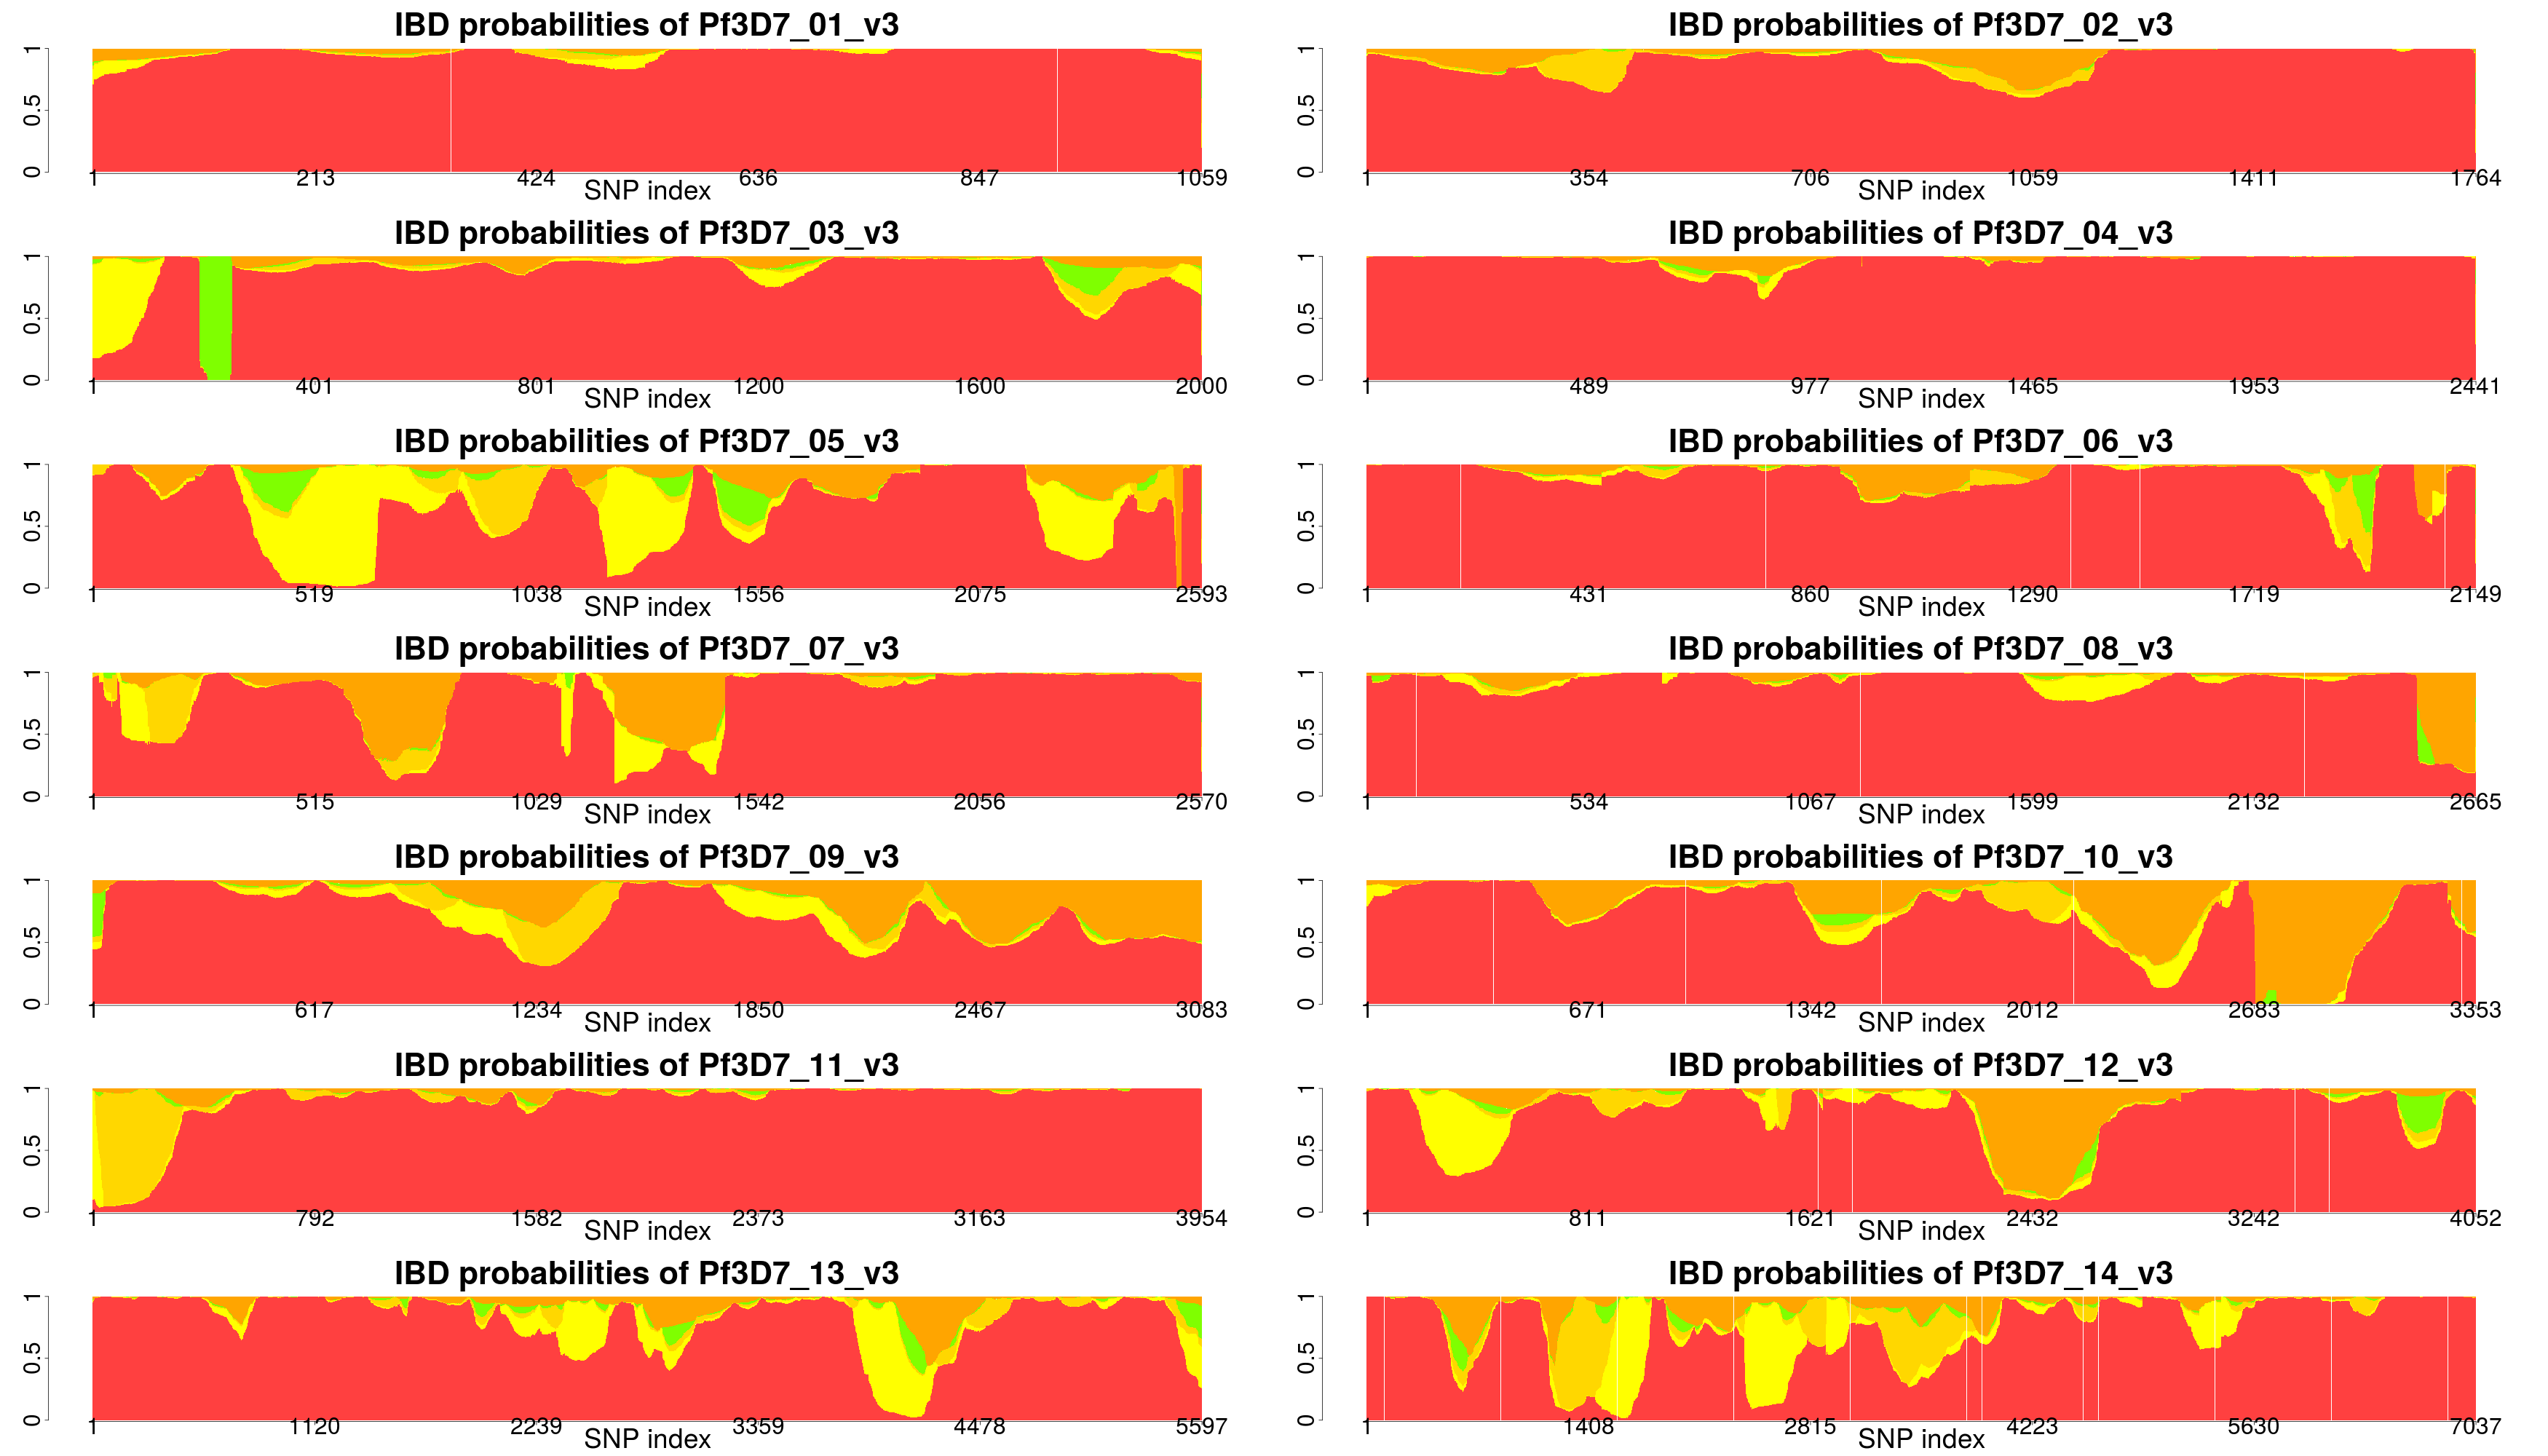 IBD probabilities of Pf3D7_01_v3
0 0.5 1
1 213 424 636 847 1059
SNP index
IBD probabilities of Pf3D7_02_v3
0 0.5 1
1 354 706 1059 1411 1764
SNP index
IBD probabilities of Pf3D7_03_v3
0 0.5 1
1 401 801 1200 1600 2000
SNP index
IBD probabilities of Pf3D7_04_v3
0 0.5 1
1 489 977 1465 1953 2441
SNP index
IBD probabilities of Pf3D7_05_v3
0 0.5 1
1 519 1038 1556 2075 2593
SNP index
IBD probabilities of Pf3D7_06_v3
0 0.5 1
1 431 860 1290 1719 2149
SNP index
IBD probabilities of Pf3D7_07_v3
0 0.5 1
1 515 1029 1542 2056 2570
SNP index
IBD probabilities of Pf3D7_08_v3
0 0.5 1
1 534 1067 1599 2132 2665
SNP index
IBD probabilities of Pf3D7_09_v3
0 0.5 1
1 617 1234 1850 2467 3083
SNP index
IBD probabilities of Pf3D7_10_v3
0 0.5 1
1 671 1342 2012 2683 3353
SNP index
IBD probabilities of Pf3D7_11_v3
0 0.5 1
1 792 1582 2373 3163 3954
SNP index
IBD probabilities of Pf3D7_12_v3
0 0.5 1
1 811 1621 2432 3242 4052
SNP index
IBD probabilities of Pf3D7_13_v3
0 0.5 1
1 1120 2239 3359 4478 5597
SNP index
IBD probabilities of Pf3D7_14_v3
0 0.5 1
1 1408 2815 4223 5630 7037
SNP index